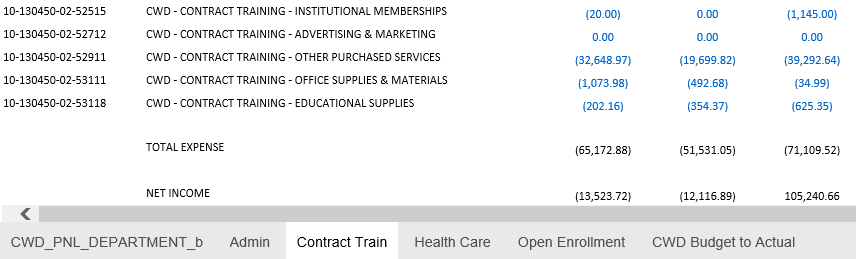 10-130450-02-52515 CWD - CONTRACT TRAINING - INSTITUTIONAL MEMBERSHIPS (20.00) 0.00 (1,145.00)
10-130450-02-52712 CWD - CONTRACT TRAINING - ADVERTISING & MARKETING 0.00 0.00 0.00
10-130450-02-52911 CWD - CONTRACT TRAINING - OTHER PURCHASED SERVICES (32,648.97) (19,699.82) (39,292.64)
10-130450-02-53111 CWD - CONTRACT TRAINING - OFFICE SUPPLIES & MATERIALS (1,073.98) (492.68) (34.99)
10-130450-02-53118 CWD - CONTRACT TRAINING - EDUCATIONAL SUPPLIES (202.16) (354.37) (625.35)
TOTAL EXPENSE (65,172.88) (51,531.05) (71,109.52)
NET INCOME (13,523.72) (12,116.89) 105,240.66
CWD_PNL_DEPARTMENT_b Admin Contract Train Health Care Open Enrollment CWD Budget to Actual